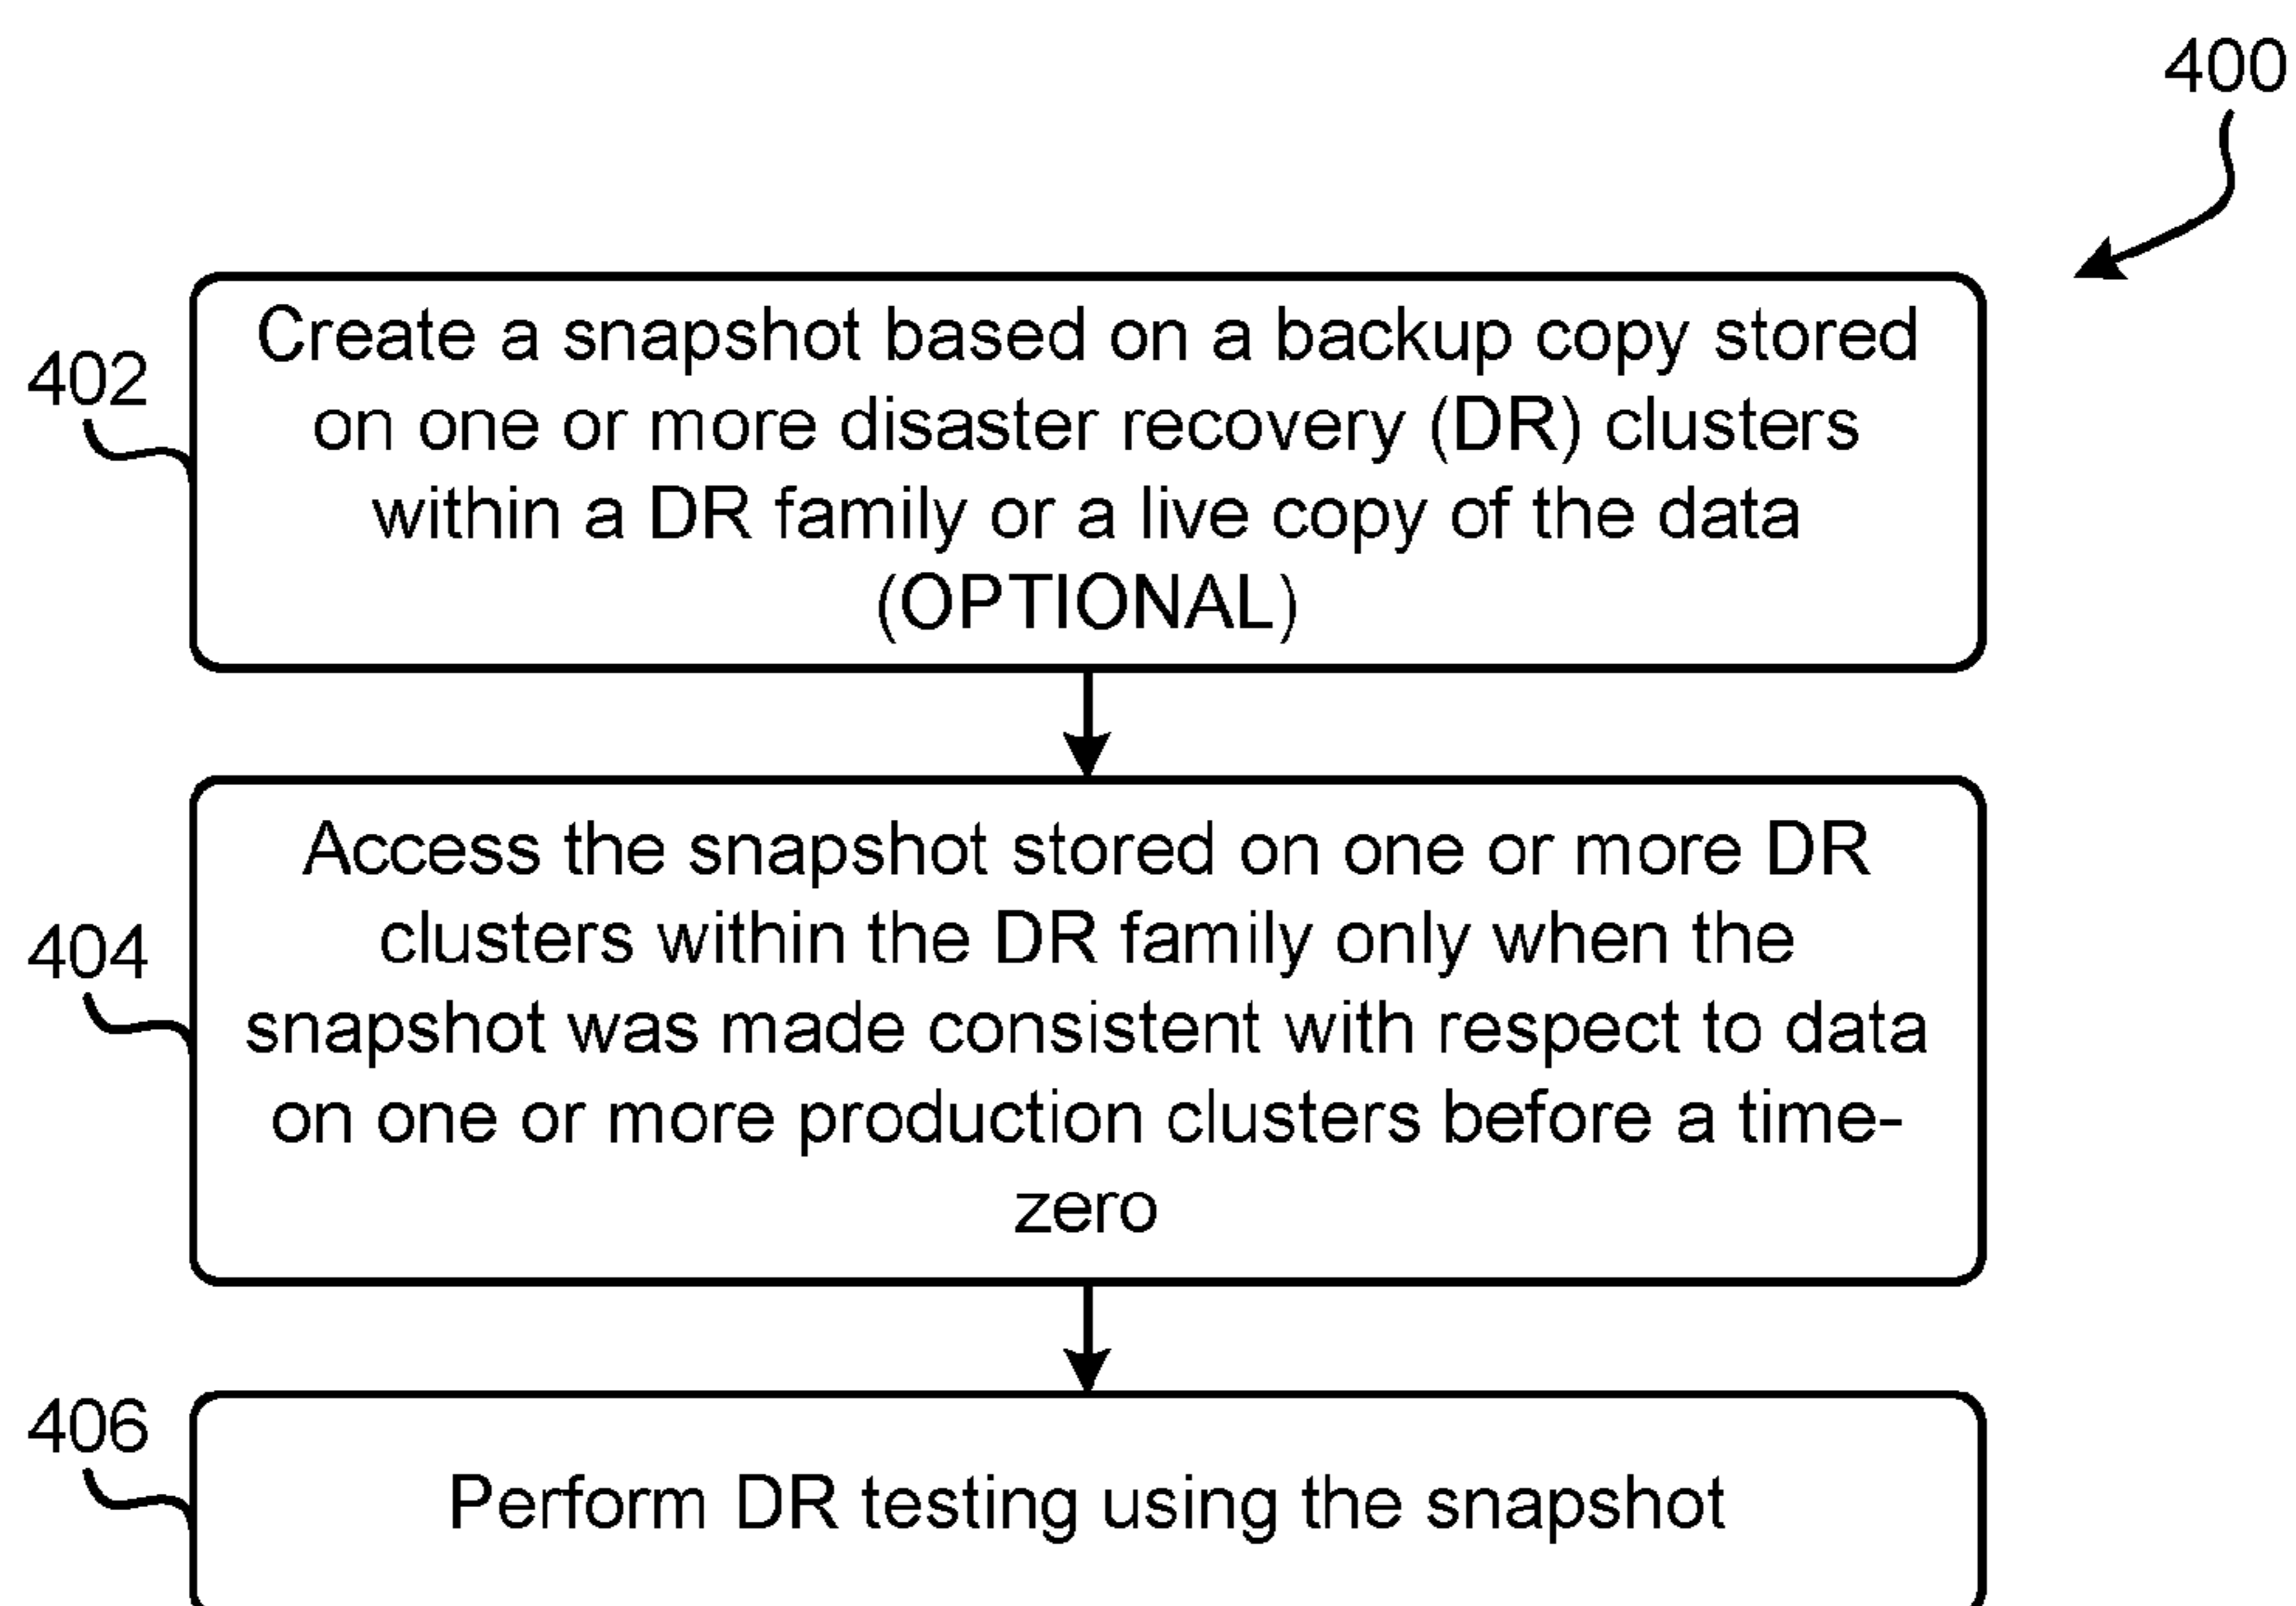 400
402
Create a snapshot based on a backup copy stored
on one or more disaster recovery (DR) clusters
within a DR family or a live copy of the data
(OPTIONAL)
404
Access the snapshot stored on one or more DR
clusters within the DR family only when the
snapshot was made consistent with respect to data
on one or more production clusters before a time-
zero
406
Perform DR testing using the snapshot